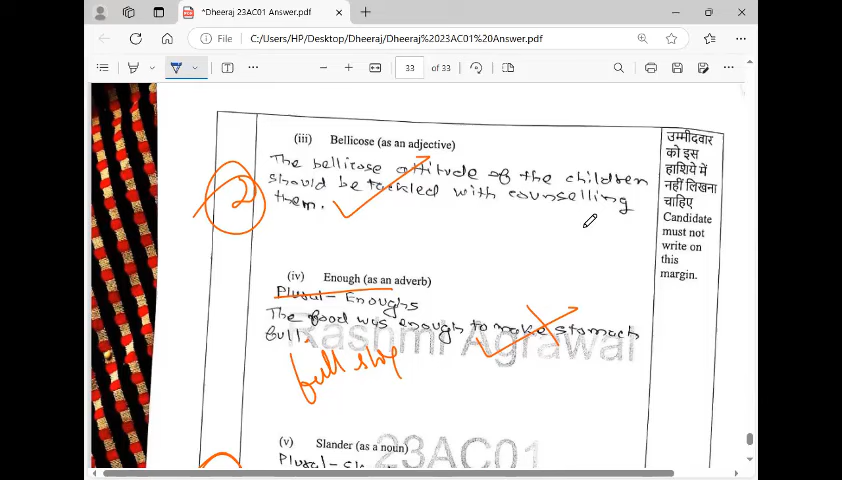 *Dheeraj 23AC01 Answer.pdf
File C:/Users/HP/Desktop/Dheeraj/Dheeraj%2023AC01%20Answer.pdf
33 of 33
(iii) Bellicose (as an adjective)
The bellicose attitude of the children
should be tackled with counselling
them.
2
(iv) Enough (as an adverb)
Plural - Enoughs
The food was enough to make stomach
full.
full stop
Rashmi Agrawal
(v) Slander (as a noun)
23AC01
उम्मीदवार
को इस
हाशिये में
नहीं लिखना
चाहिए
Candidate
must not
write on
this
margin.